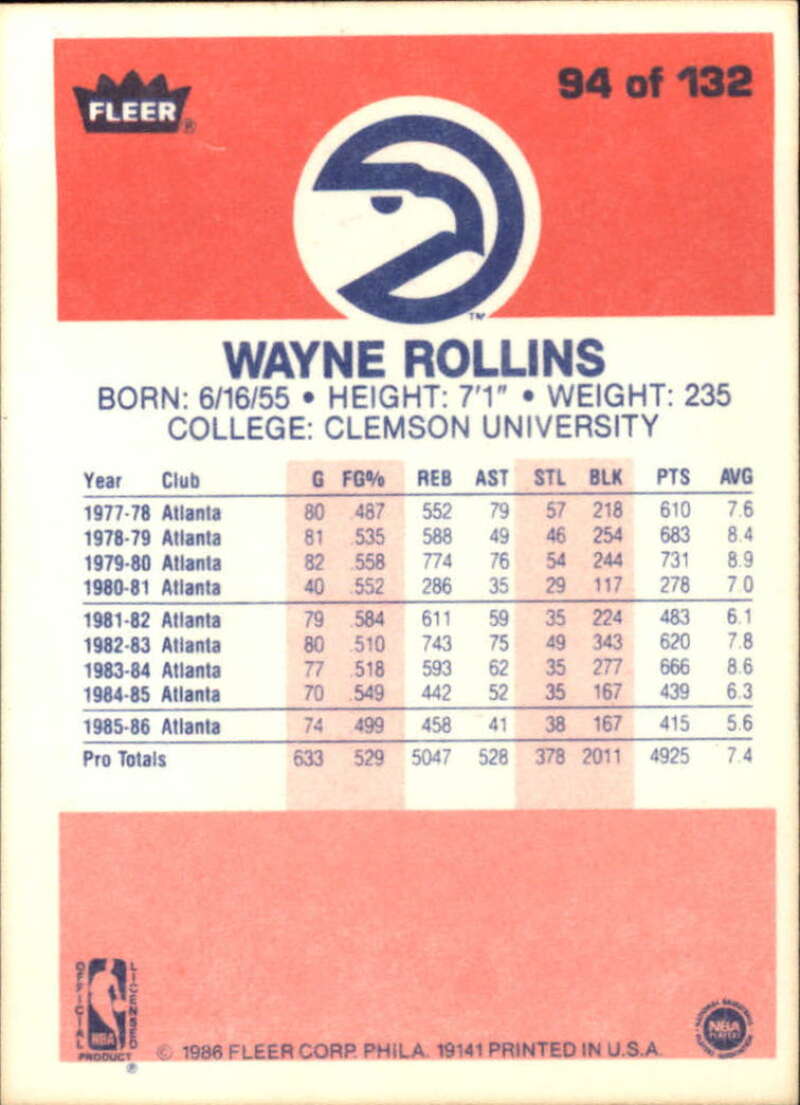 94 of 132
FLEER®
TM
WAYNE ROLLINS
BORN: 6/16/55 • HEIGHT: 7'1" • WEIGHT: 235
COLLEGE: CLEMSON UNIVERSITY
Year Club G FG% REB AST STL BLK PTS AVG
1977-78 Atlanta 80 .487 552 79 57 218 610 7.6
1978-79 Atlanta 81 .535 588 49 46 254 683 8.4
1979-80 Atlanta 82 .558 774 76 54 244 731 8.9
1980-81 Atlanta 40 .552 286 35 29 117 278 7.0
1981-82 Atlanta 79 .584 611 59 35 224 483 6.1
1982-83 Atlanta 80 .510 743 75 49 343 620 7.8
1983-84 Atlanta 77 .518 593 62 35 277 666 8.6
1984-85 Atlanta 70 .549 442 52 35 167 439 6.3
1985-86 Atlanta 74 .499 458 41 38 167 415 5.6
Pro Totals 633 .529 5047 528 378 2011 4925 7.4
OFFICIAL LICENSED
NBA
PRODUCT
®
© 1986 FLEER CORP. PHILA. 19141 PRINTED IN U.S.A.
NATIONAL BASKETBALL
NBA
PLAYERS